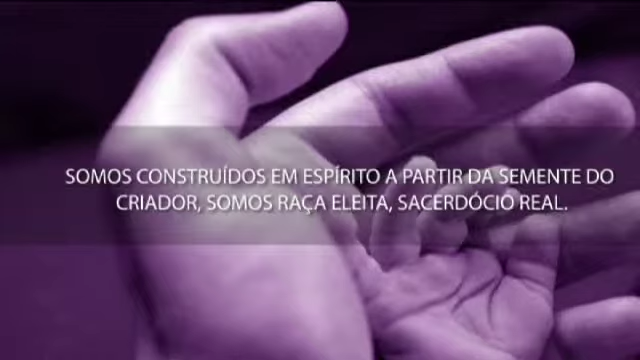 SOMOS CONSTRUÍDOS EM ESPÍRITO A PARTIR DA SEMENTE DO
CRIADOR, SOMOS RAÇA ELEITA, SACERDÓCIO REAL.